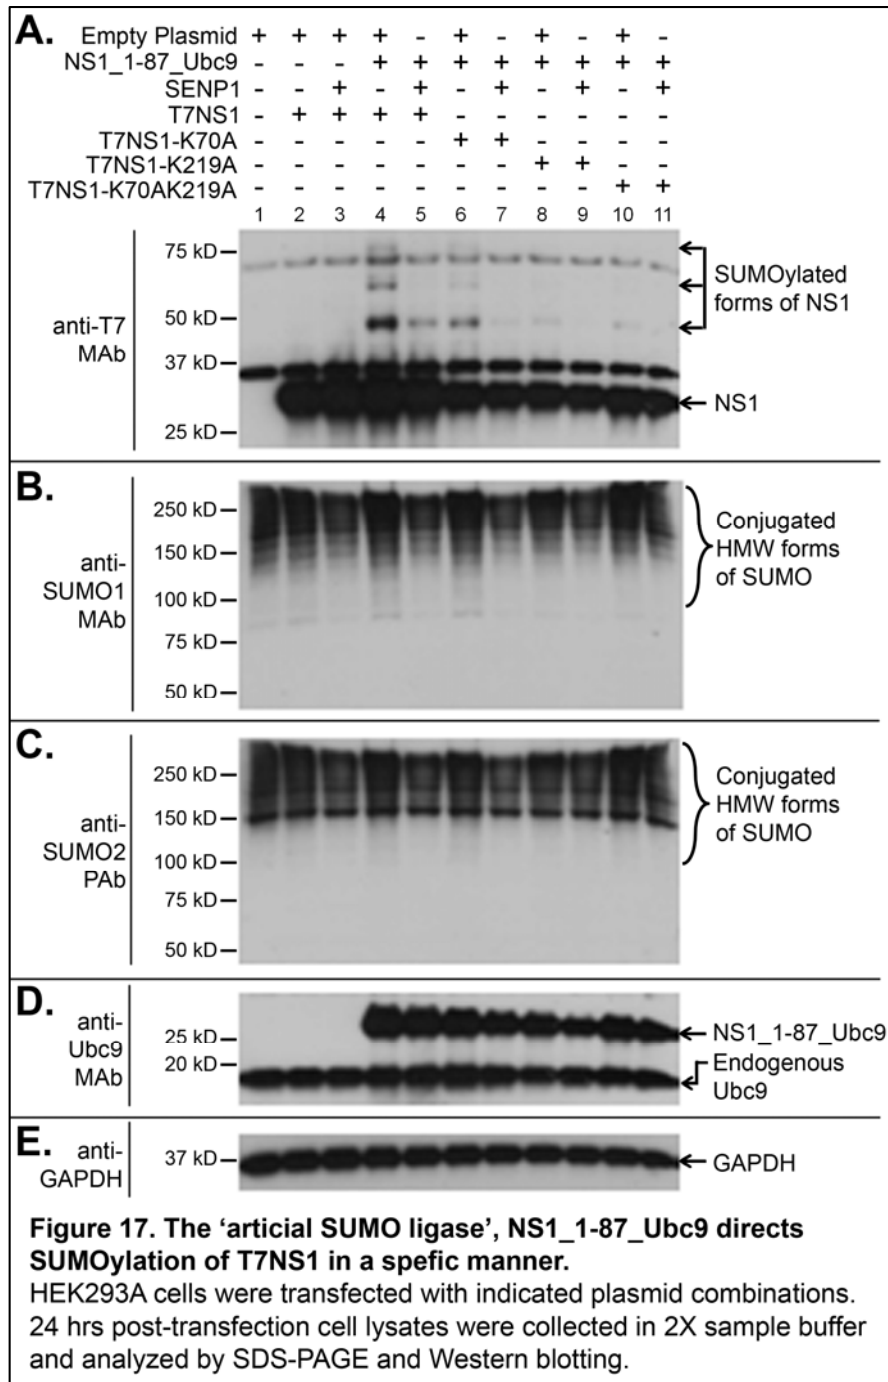 A.
Empty Plasmid + + + + - + - + - + -
NS1_1-87_Ubc9 - - - + + + + + + + +
SENP1 - - + - + - + - + - +
T7NS1 - + + + + - - - - - -
T7NS1-K70A - - - - - + + - - - -
T7NS1-K219A - - - - - - - + + - -
T7NS1-K70AK219A - - - - - - - - - + +
1 2 3 4 5 6 7 8 9 10 11
anti-T7
MAb
75 kD
50 kD
37 kD
25 kD
SUMOylated
forms of NS1
NS1
B.
anti-
SUMO1
MAb
250 kD
150 kD
100 kD
75 kD
50 kD
Conjugated
HMW forms
of SUMO
C.
anti-
SUMO2
PAb
250 kD
150 kD
100 kD
75 kD
50 kD
Conjugated
HMW forms
of SUMO
D.
anti-
Ubc9
MAb
25 kD
20 kD
NS1_1-87_Ubc9
Endogenous
Ubc9
E.
anti-
GAPDH
37 kD
GAPDH
Figure 17. The ‘articial SUMO ligase’, NS1_1-87_Ubc9 directs
SUMOylation of T7NS1 in a spefic manner.
HEK293A cells were transfected with indicated plasmid combinations.
24 hrs post-transfection cell lysates were collected in 2X sample buffer
and analyzed by SDS-PAGE and Western blotting.